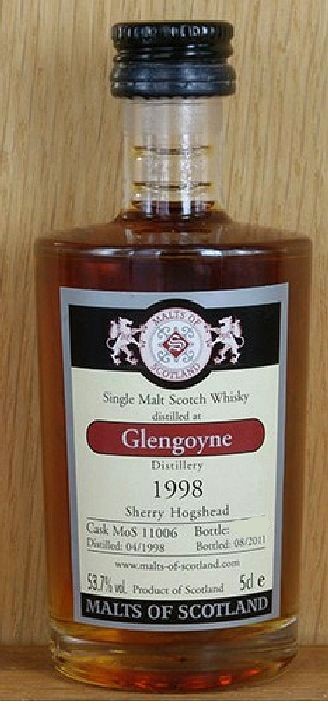 MALTS OF
S
SCOTLAND
Single Malt Scotch Whisky
distilled at
Glengoyne
Distillery
1998
Sherry Hogshead
Cask MoS 11006 Bottle:
Distilled: 04/1998 Bottled: 08/2011
www.malts-of-scotland.com
53.7% vol. Product of Scotland 5cl e
MALTS OF SCOTLAND